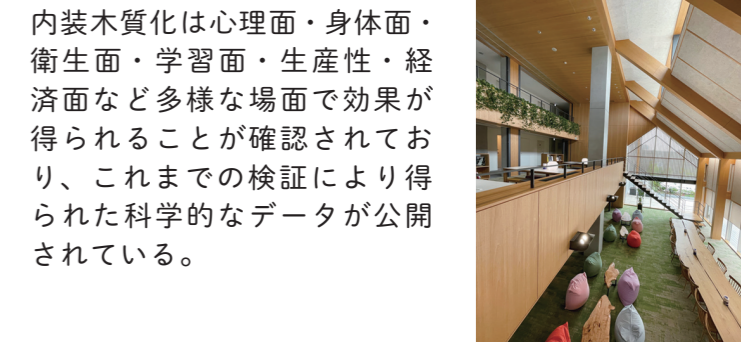 内装木質化は心理面・身体面・
衛生面・学習面・生産性・経
済面など多様な場面で効果が
得られることが確認されてお
り、これまでの検証により得
られた科学的なデータが公開
されている。